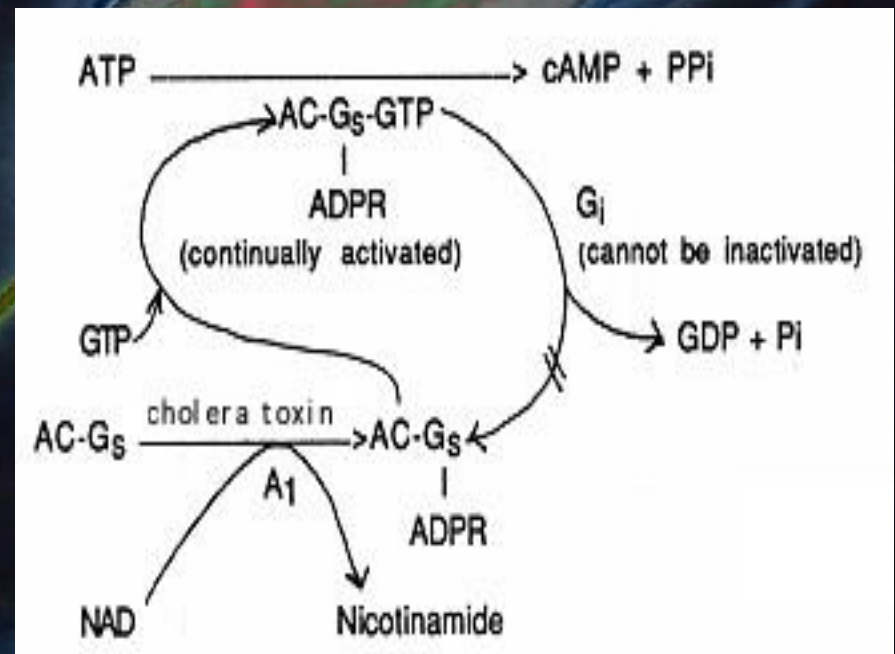 ATP —> cAMP + PPi
AC-Gs-GTP
ADPR
(continually activated)
Gi
(cannot be inactivated)
GTP
GDP + Pi
cholera toxin
AC-Gs —> AC-Gs
A1
ADPR
NAD
Nicotinamide